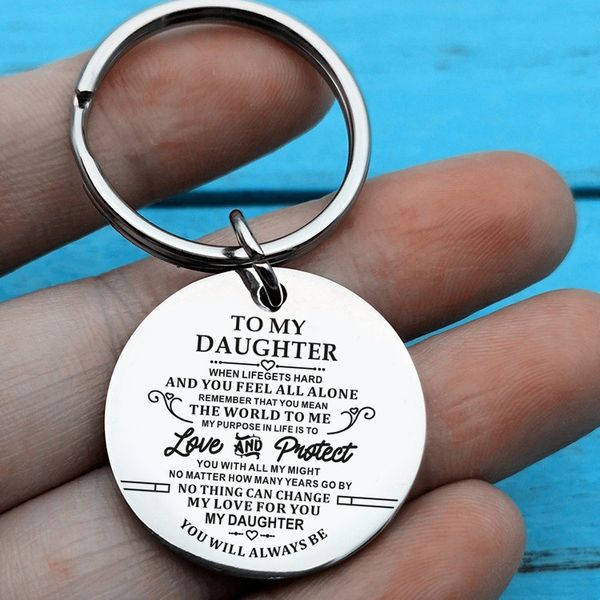 TO MY
DAUGHTER
WHEN LIFEGETS HARD
AND YOU FEEL ALL ALONE
REMEMBER THAT YOU MEAN
THE WORLD TO ME
MY PURPOSE IN LIFE IS TO
Love AND Protect
YOU WITH ALL MY MIGHT
NO MATTER HOW MANY YEARS GO BY
NO THING CAN CHANGE
MY LOVE FOR YOU
MY DAUGHTER
YOU WILL ALWAYS BE